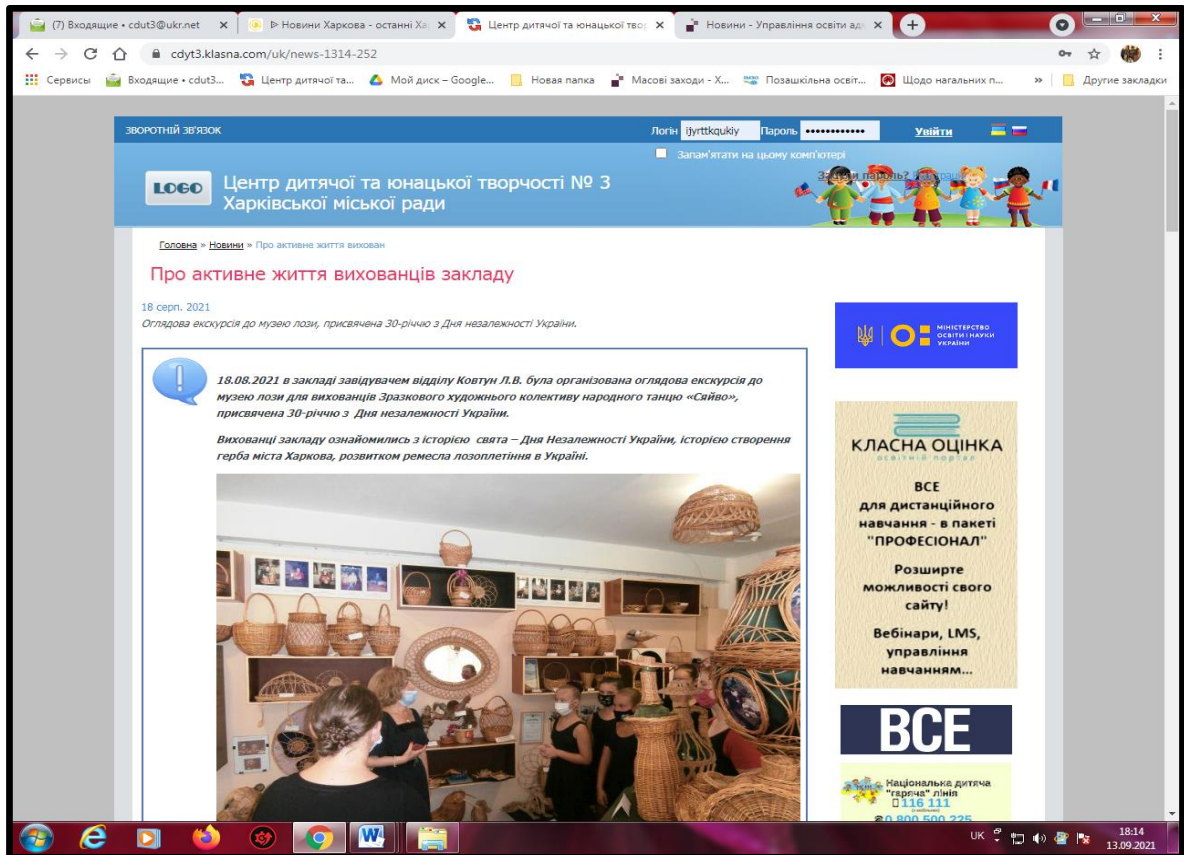 (7) Входящие • cdut3@ukr.net
Новини Харкова - останні Ха
Центр дитячої та юнацької твор
Новини - Управління освіти ад
cdyt3.klasna.com/uk/news-1314-252
Сервисы
Входящие • cdut3...
Центр дитячої та...
Мой диск – Google...
Новая папка
Масові заходи - Х...
Позашкільна освіт...
Щодо нагальних п...
»
Другие закладки
ЗВОРОТНІЙ ЗВ'ЯЗОК
Логін ijyrttkqukiy Пароль •••••••••••• Увійти
Запам'ятати на цьому комп'ютері
пароль?
LOGO
Центр дитячої та юнацької творчості № 3
Харківської міської ради
Головна » Новини » Про активне життя вихован
Про активне життя вихованців закладу
18 серп. 2021
Оглядова екскурсія до музею лози, присвячена 30-річчю з Дня незалежності України.
18.08.2021 в закладі завідувачем відділу Ковтун Л.В. була організована оглядова екскурсія до
музею лози для вихованців Зразкового художнього колективу народного танцю «Сяйво»,
присвячена 30-річчю з Дня незалежності України.
Вихованці закладу ознайомились з історією свята – Дня Незалежності України, історією створення
герба міста Харкова, розвитком ремесла лозоплетіння в Україні.
МІНІСТЕРСТВО
ОСВІТИ І НАУКИ
УКРАЇНИ
КЛАСНА ОЦІНКА
освітній портал
ВСЕ
для дистанційного
навчання - в пакеті
"ПРОФЕСІОНАЛ"
Розширте
можливості свого
сайту!
Вебінари, LMS,
управління
навчанням...
ВСЕ
Національна дитяча
"гаряча" лінія
116 111
0 800 500 225
UK
18:14
13.09.2021